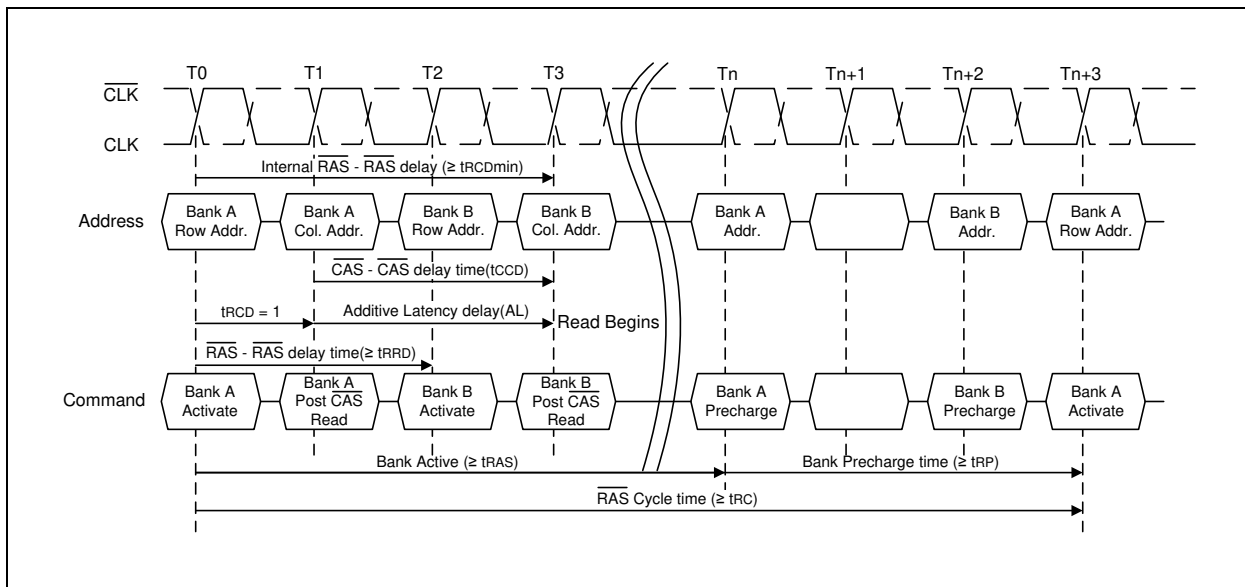 T0 T1 T2 T3 Tn Tn+1 Tn+2 Tn+3
CLK
CLK
Internal RAS - RAS delay (≥ tRCDmin)
Address
Bank A
Row Addr.
Bank A
Col. Addr.
Bank B
Row Addr.
Bank B
Col. Addr.
Bank A
Addr.
Bank B
Addr.
Bank A
Row Addr.
CAS - CAS delay time(tCCD)
tRCD = 1
Additive Latency delay(AL)
Read Begins
RAS - RAS delay time(≥ tRRD)
Command
Bank A
Activate
Bank A
Post CAS
Read
Bank B
Activate
Bank B
Post CAS
Read
Bank A
Precharge
Bank B
Precharge
Bank A
Activate
Bank Active (≥ tRAS)
Bank Precharge time (≥ tRP)
RAS Cycle time (≥ tRC)